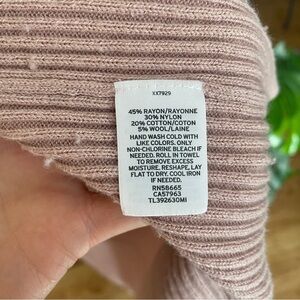 XX7929
45% RAYON/RAYONNE
30% NYLON
20% COTTON/COTON
5% WOOL/LAINE
HAND WASH COLD WITH
LIKE COLORS. ONLY
NON-CHLORINE BLEACH IF
NEEDED. ROLL IN TOWEL
TO REMOVE EXCESS
MOISTURE. RESHAPE, LAY
FLAT TO DRY. COOL IRON
IF NEEDED.
RN58665
CA57963
TL392630MI